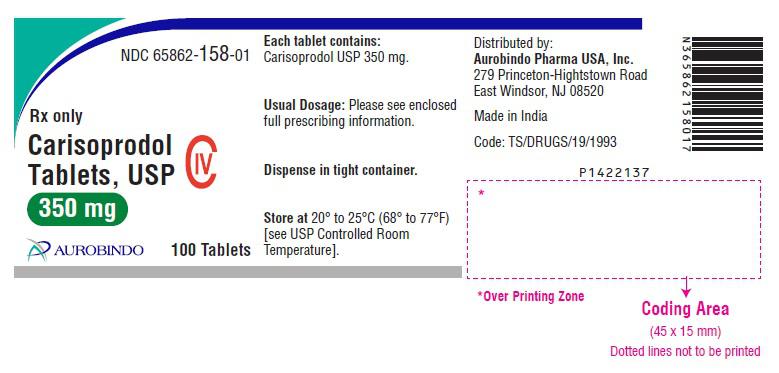 NDC 65862-158-01
Rx only
Carisoprodol
Tablets, USP
CIV
350 mg
AUROBINDO
100 Tablets
Each tablet contains:
Carisoprodol USP 350 mg.
Usual Dosage: Please see enclosed
full prescribing information.
Dispense in tight container.
Store at 20° to 25°C (68° to 77°F)
[see USP Controlled Room
Temperature].
Distributed by:
Aurobindo Pharma USA, Inc.
279 Princeton-Hightstown Road
East Windsor, NJ 08520
Made in India
Code: TS/DRUGS/19/1993
N365862158017
P1422137
*
*Over Printing Zone
Coding Area
(45 x 15 mm)
Dotted lines not to be printed